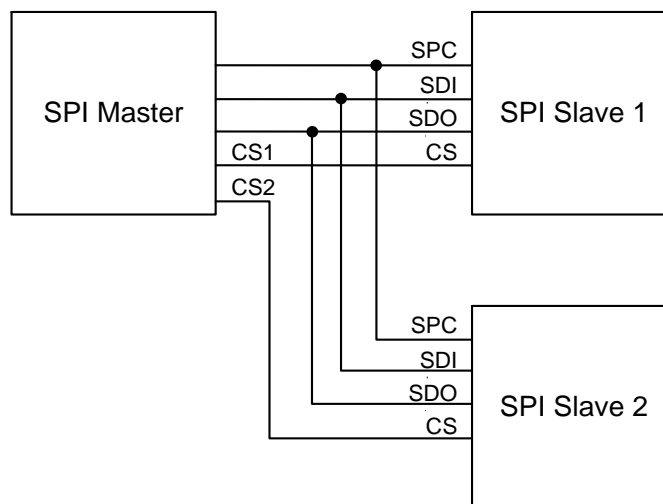 SPI Master
CS1
CS2
SPC
SDI
SDO
CS
SPI Slave 1
SPC
SDI
SDO
CS
SPI Slave 2